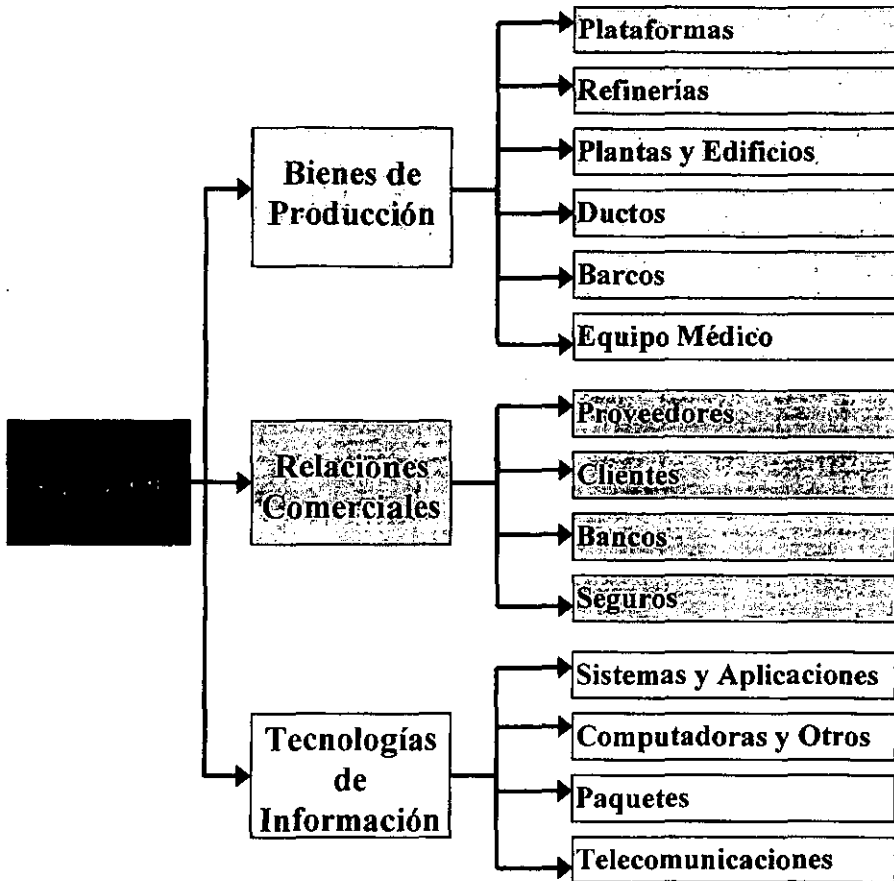 Plataformas
Refinerías
Plantas y Edificios
Bienes de
Producción
Ductos
Barcos
Equipo Médico
Proveedores
Relaciones
Comerciales
Clientes
Bancos
Seguros
Sistemas y Aplicaciones
Tecnologías
de
Información
Computadoras y Otros
Paquetes
Telecomunicaciones